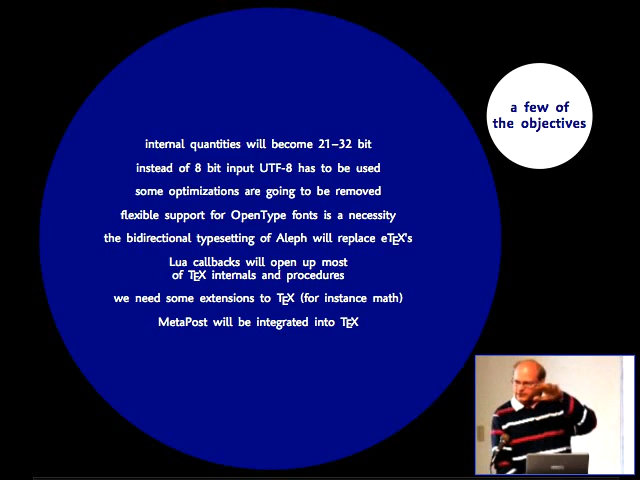 a few of
the objectives
internal quantities will become 21–32 bit
instead of 8 bit input UTF-8 has to be used
some optimizations are going to be removed
flexible support for OpenType fonts is a necessity
the bidirectional typesetting of Aleph will replace eTEX's
Lua callbacks will open up most
of TEX internals and procedures
we need some extensions to TEX (for instance math)
MetaPost will be integrated into TEX